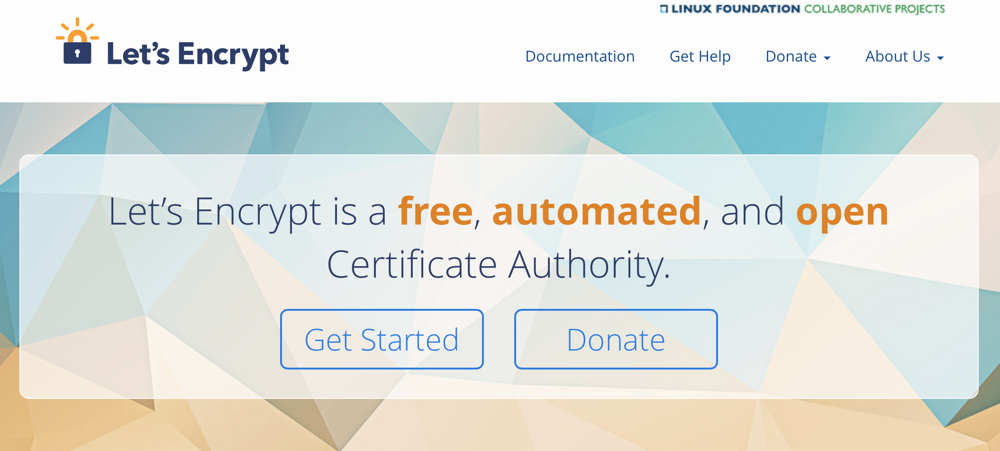 LINUX FOUNDATION COLLABORATIVE PROJECTS
Let’s Encrypt
Documentation Get Help Donate About Us
Let’s Encrypt is a free, automated, and open
Certificate Authority.
Get Started Donate